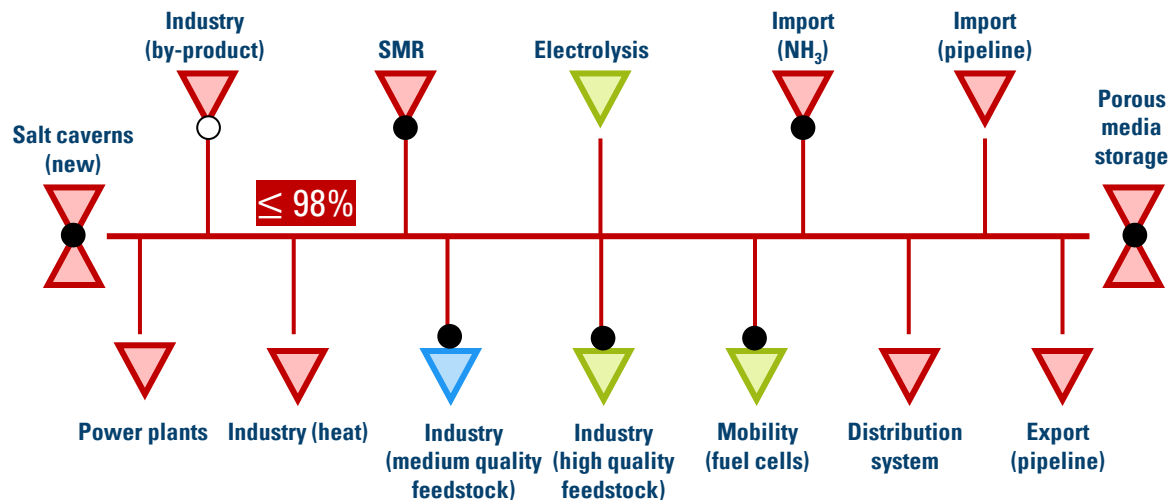 Industry
(by-product)
SMR
Electrolysis
Import
(NH₃)
Import
(pipeline)
Salt caverns
(new)
Porous
media
storage
≤ 98%
Power plants
Industry (heat)
Industry
(medium quality
feedstock)
Industry
(high quality
feedstock)
Mobility
(fuel cells)
Distribution
system
Export
(pipeline)